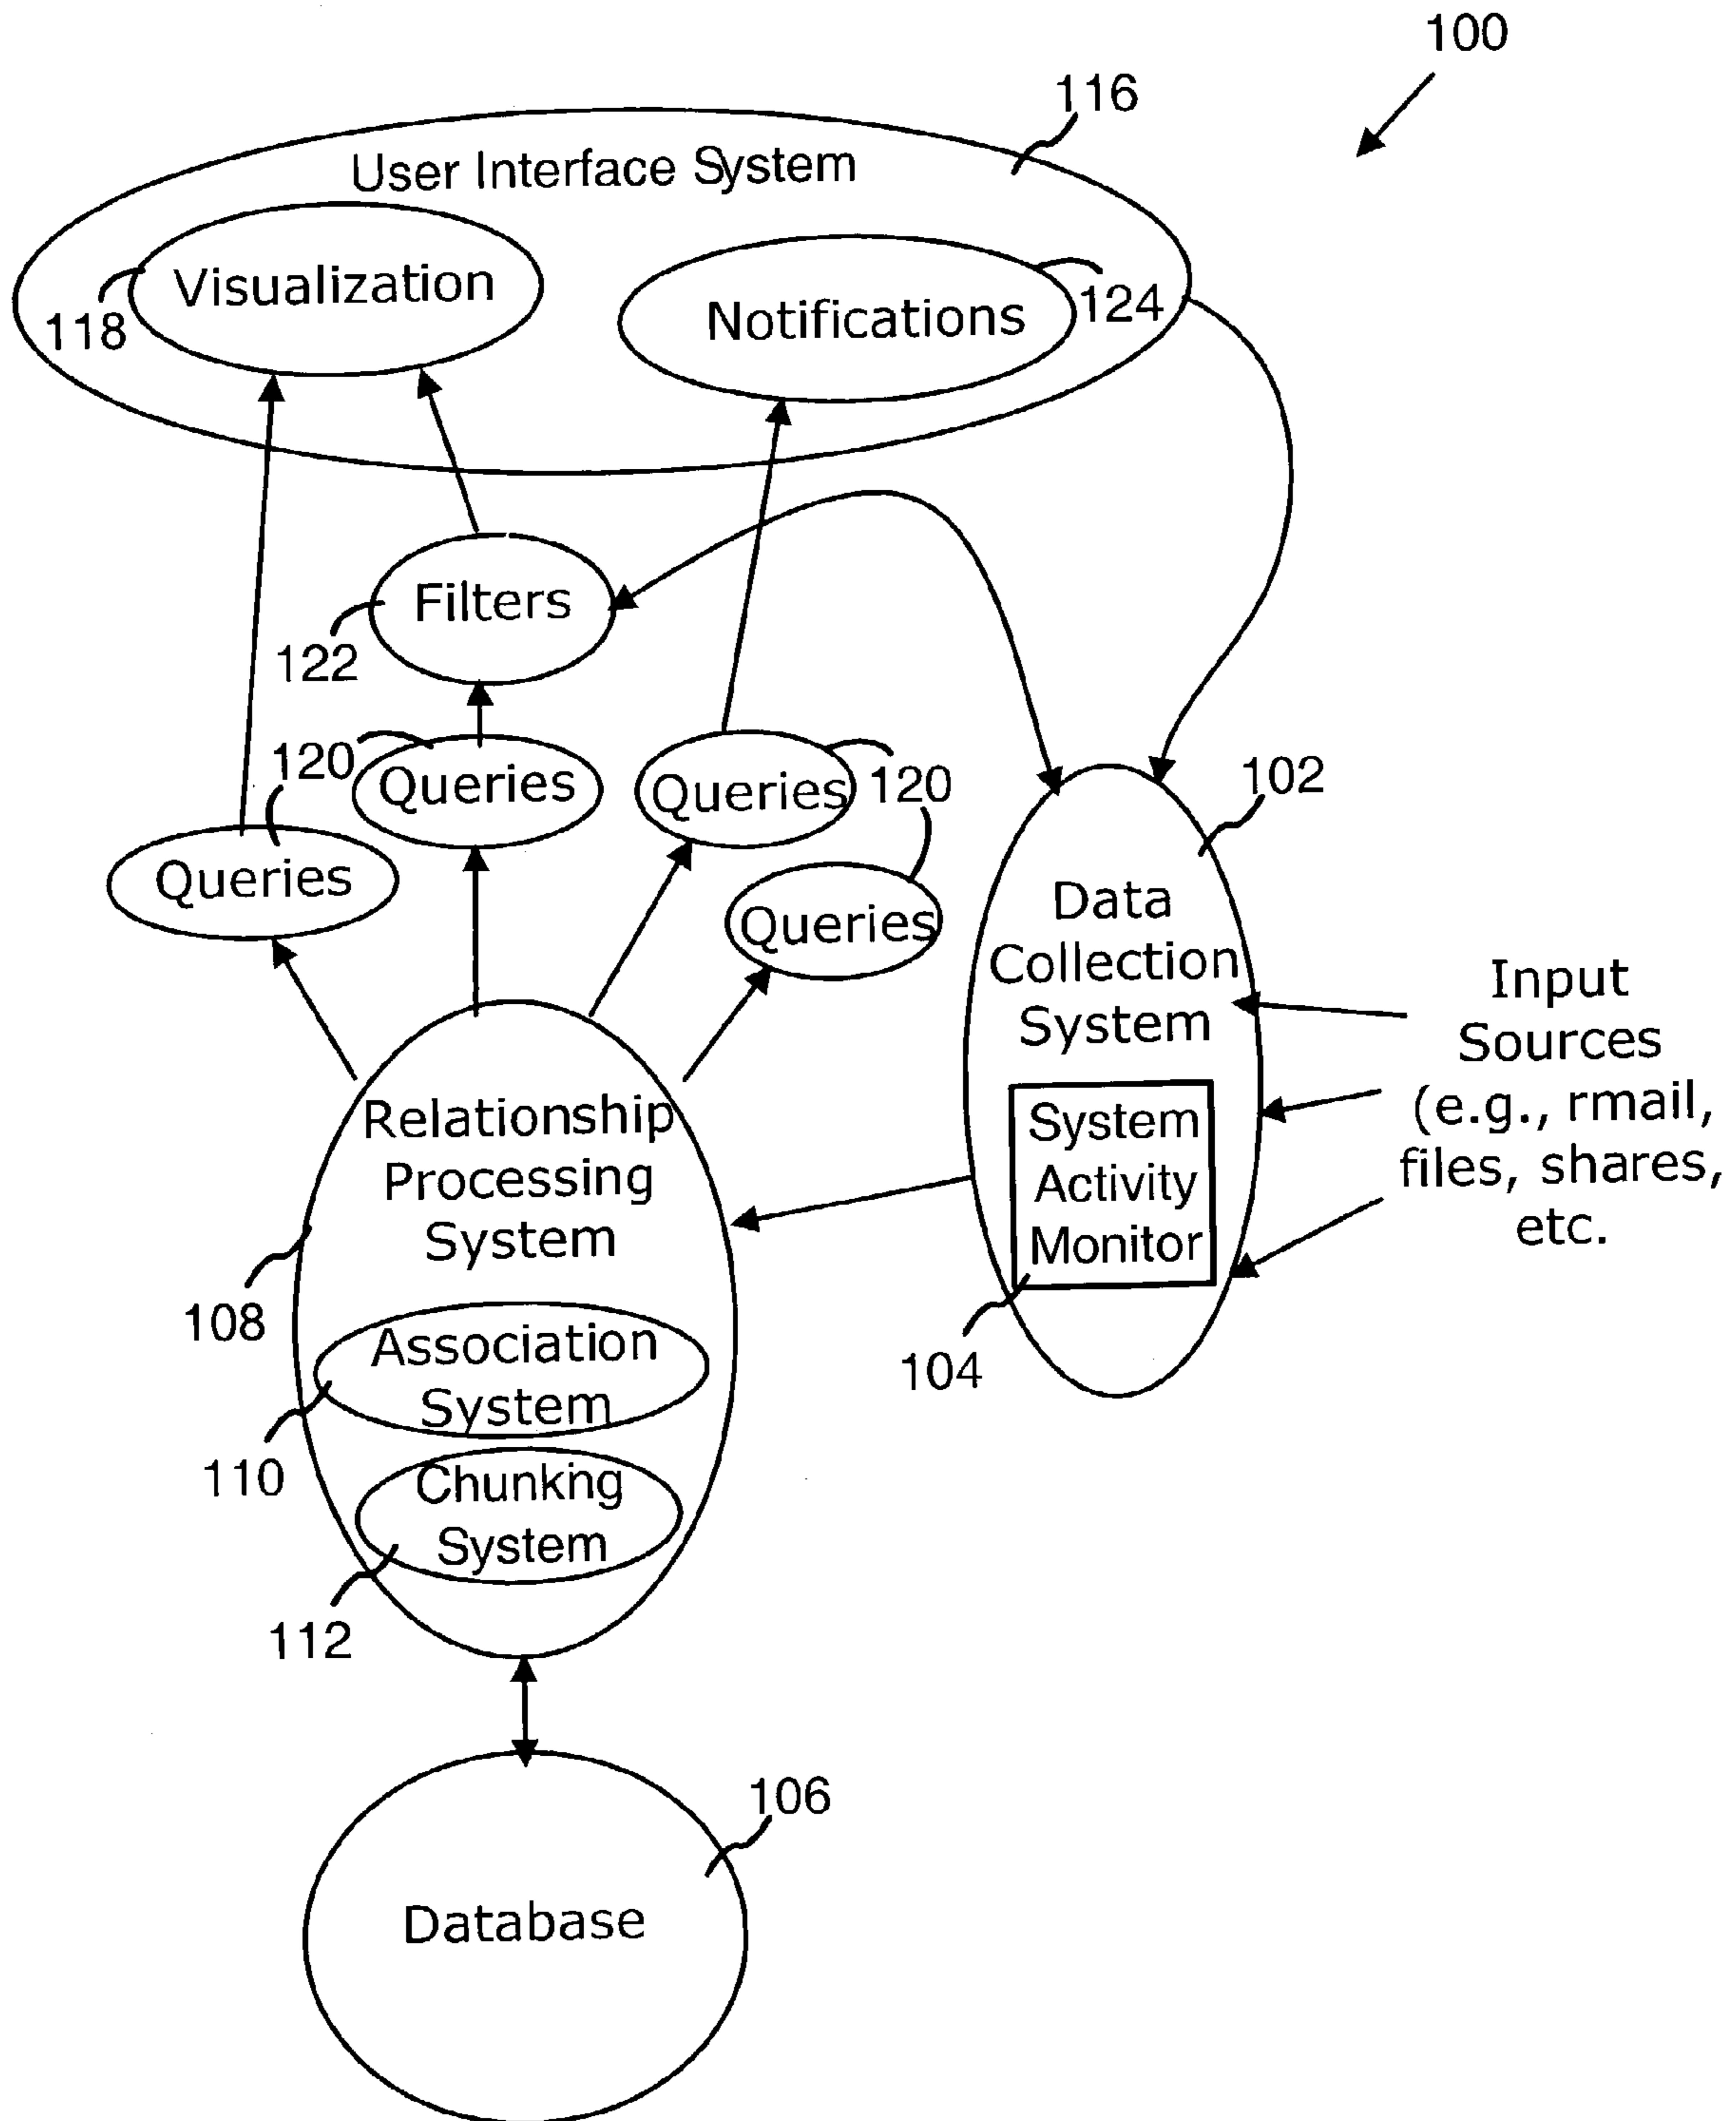 100
116
User Interface System
Visualization
118
Notifications
124
Filters
122
120
Queries
Queries
120
Queries
Queries
102
Data
Collection
System
System
Activity
Monitor
104
Input
Sources
(e.g., rmail,
files, shares,
etc.
Relationship
Processing
System
108
Association
System
110
Chunkng
System
112
106
Database